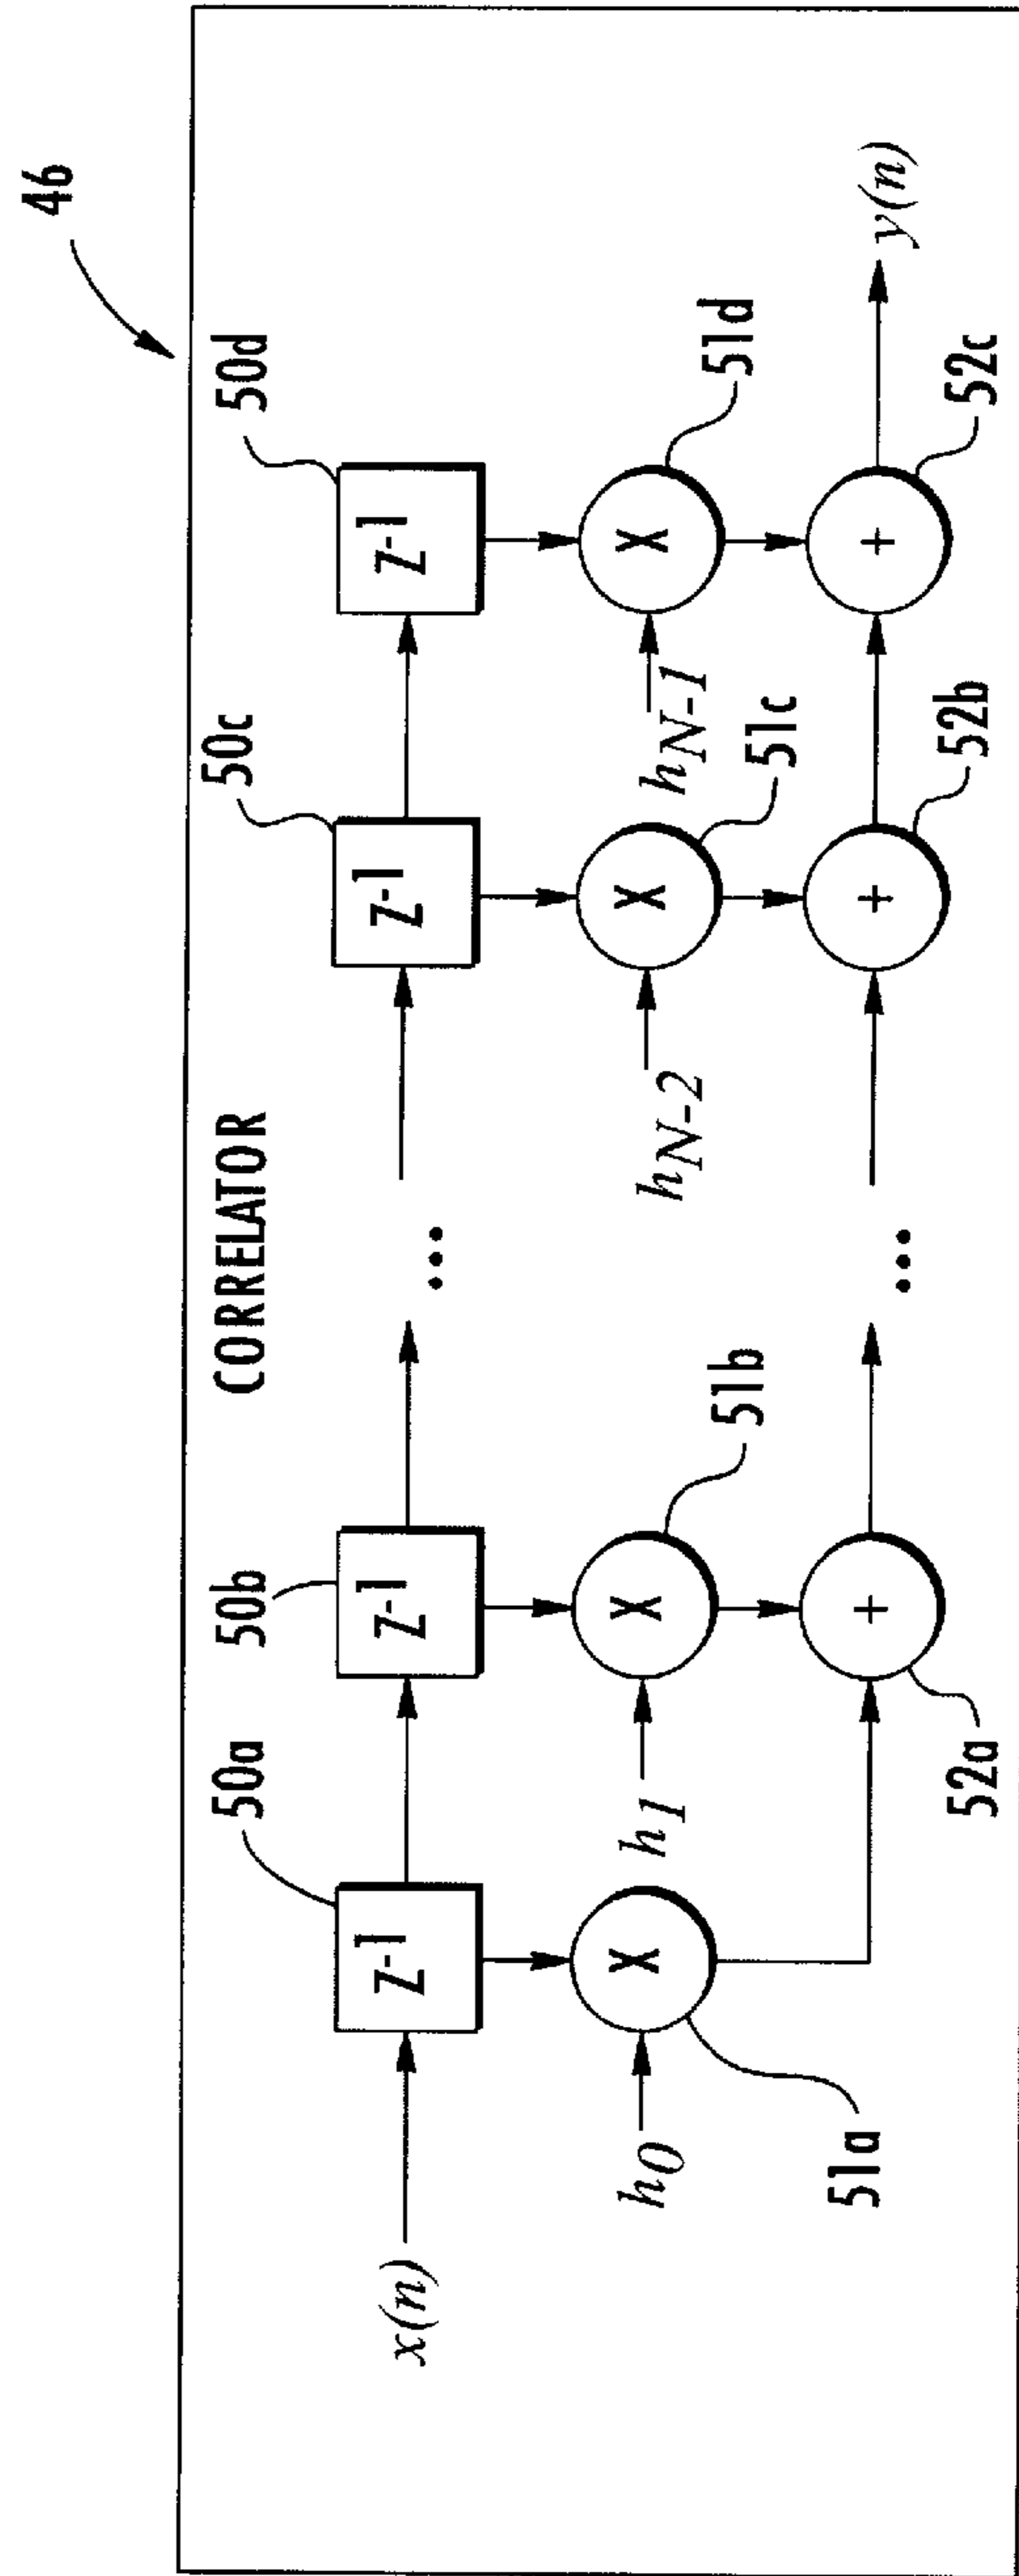 46
CORRELATOR
50a
50b
50c
50d
x(n)
Z-1
Z-1
...
Z-1
Z-1
h0
X
h1
X
hN-2
X
hN-1
X
51a
51b
51c
51d
+
...
+
+
y(n)
52a
52b
52c